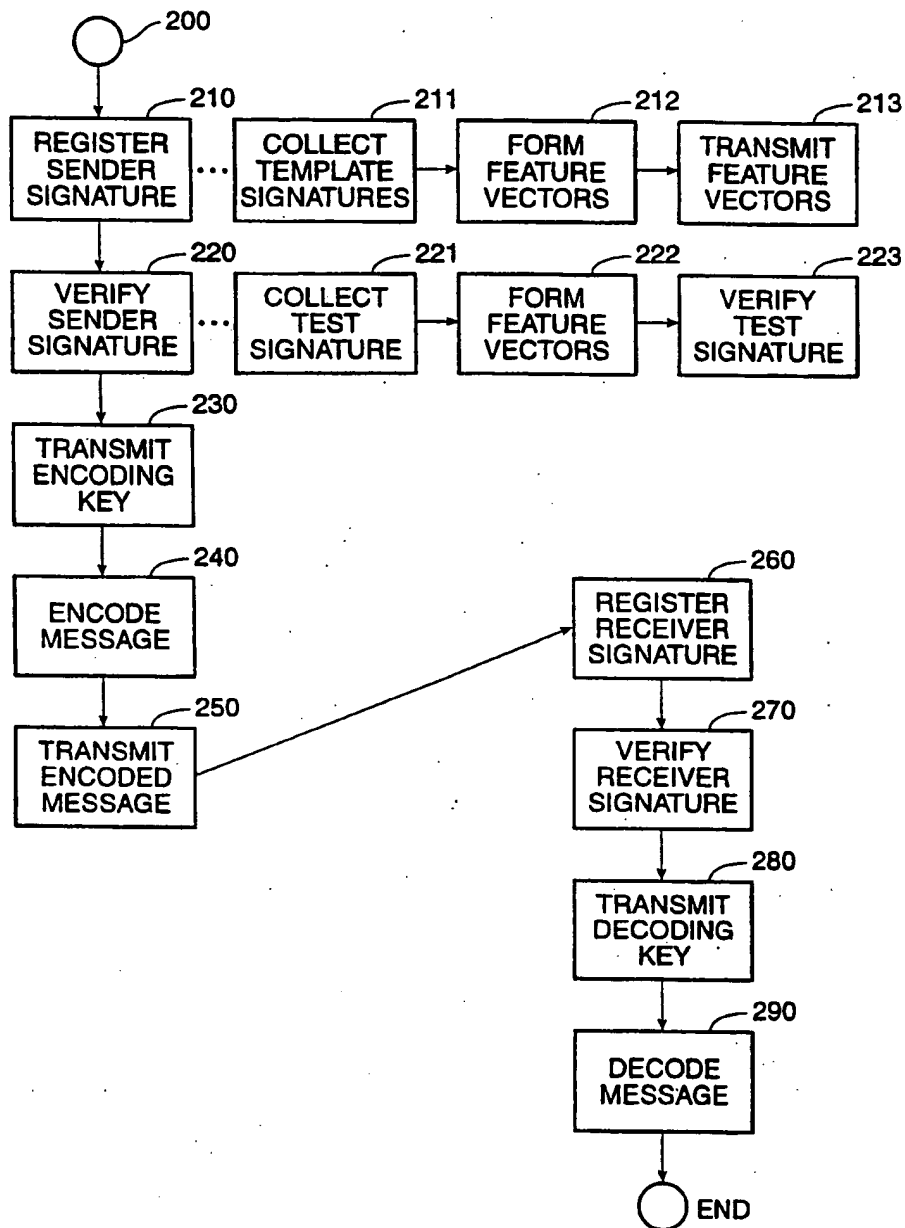 200
210
REGISTER
SENDER
SIGNATURE
211
COLLECT
TEMPLATE
SIGNATURES
212
FORM
FEATURE
VECTORS
213
TRANSMIT
FEATURE
VECTORS
220
VERIFY
SENDER
SIGNATURE
221
COLLECT
TEST
SIGNATURE
222
FORM
FEATURE
VECTORS
223
VERIFY
TEST
SIGNATURE
230
TRANSMIT
ENCODING
KEY
240
ENCODE
MESSAGE
250
TRANSMIT
ENCODED
MESSAGE
260
REGISTER
RECEIVER
SIGNATURE
270
VERIFY
RECEIVER
SIGNATURE
280
TRANSMIT
DECODING
KEY
290
DECODE
MESSAGE
END